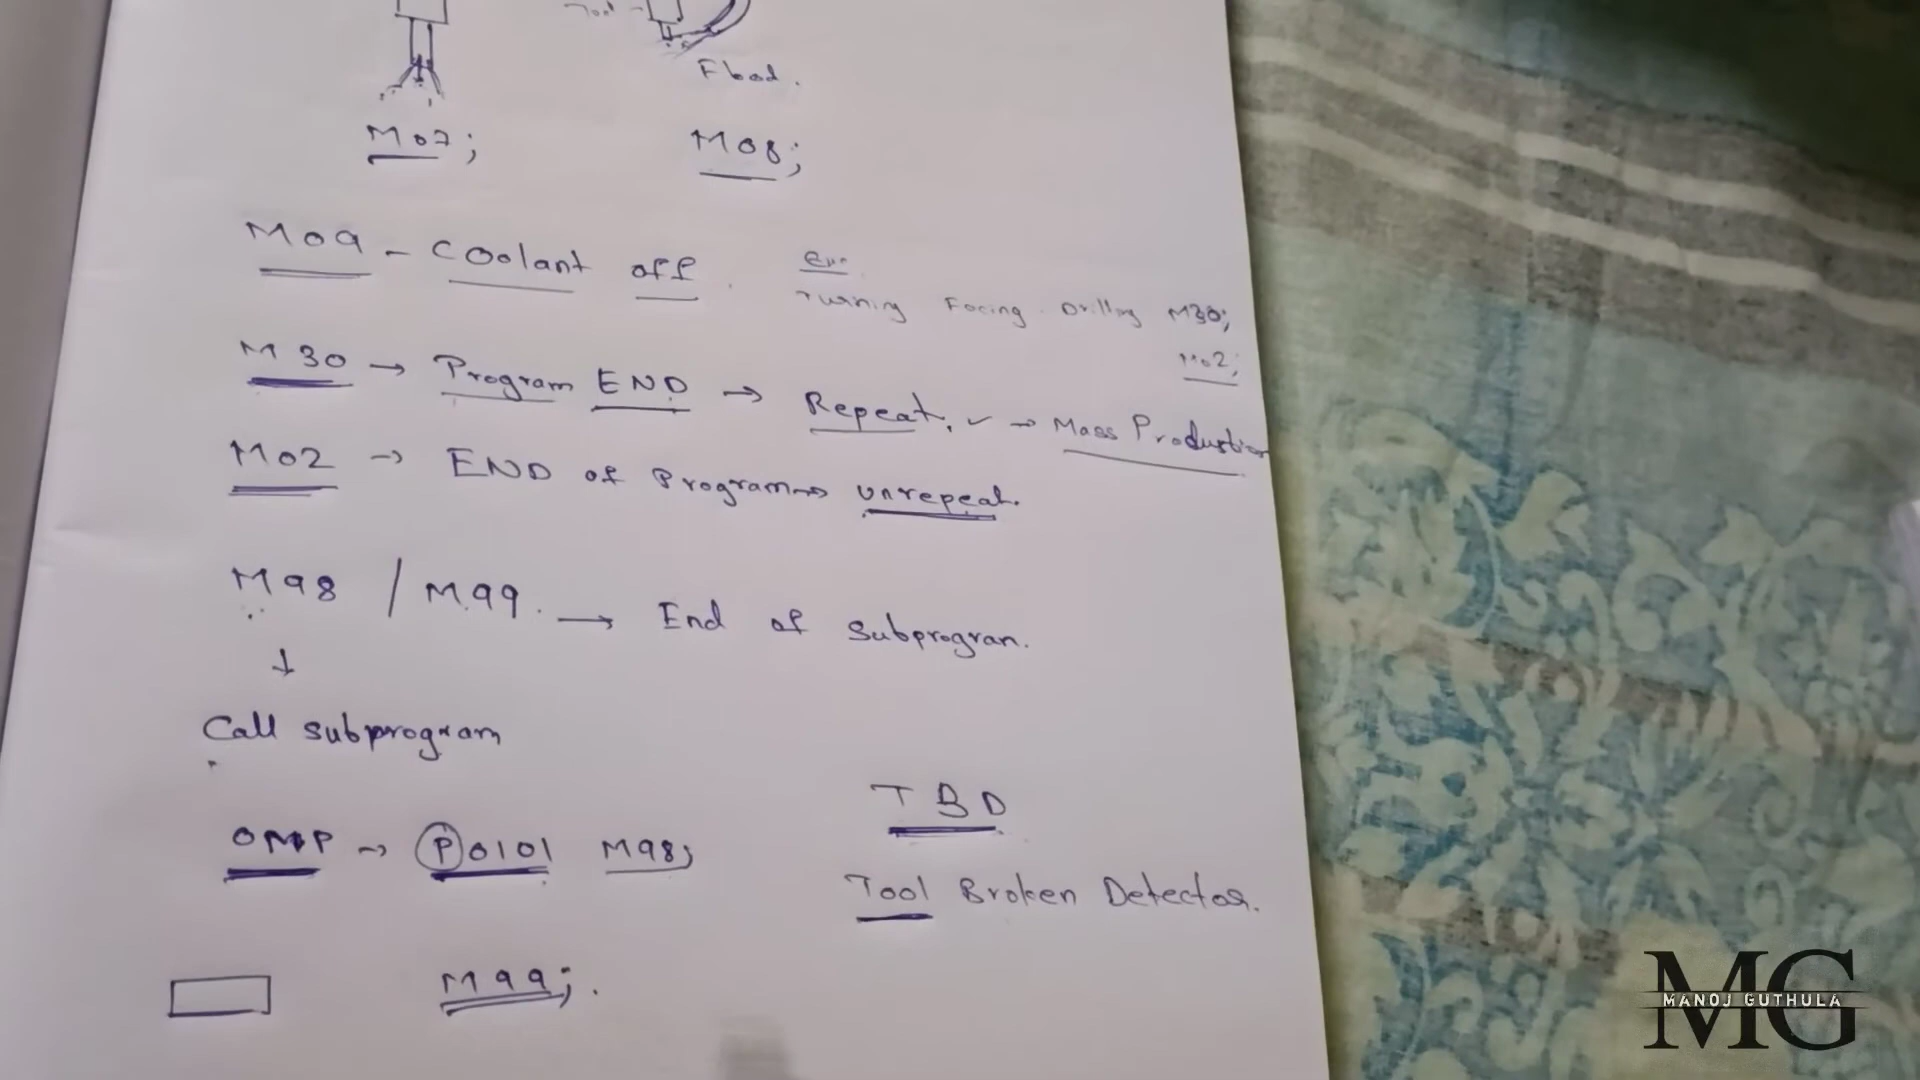 Tool
Flood.
M07;
M08;
M09 - Coolant off.
Turning Facing Drilling M30;
M02;
M30 → Program END → Repeat. ✓ → Mass Production
M02 → END of Program → unrepeat.
M98 / M99. → End of Subprogram.
↓
Call subprogram
OMP → P0101 M98;
TBD
Tool Broken Detector.
M99;.
MG
MANOJ GUTHULA